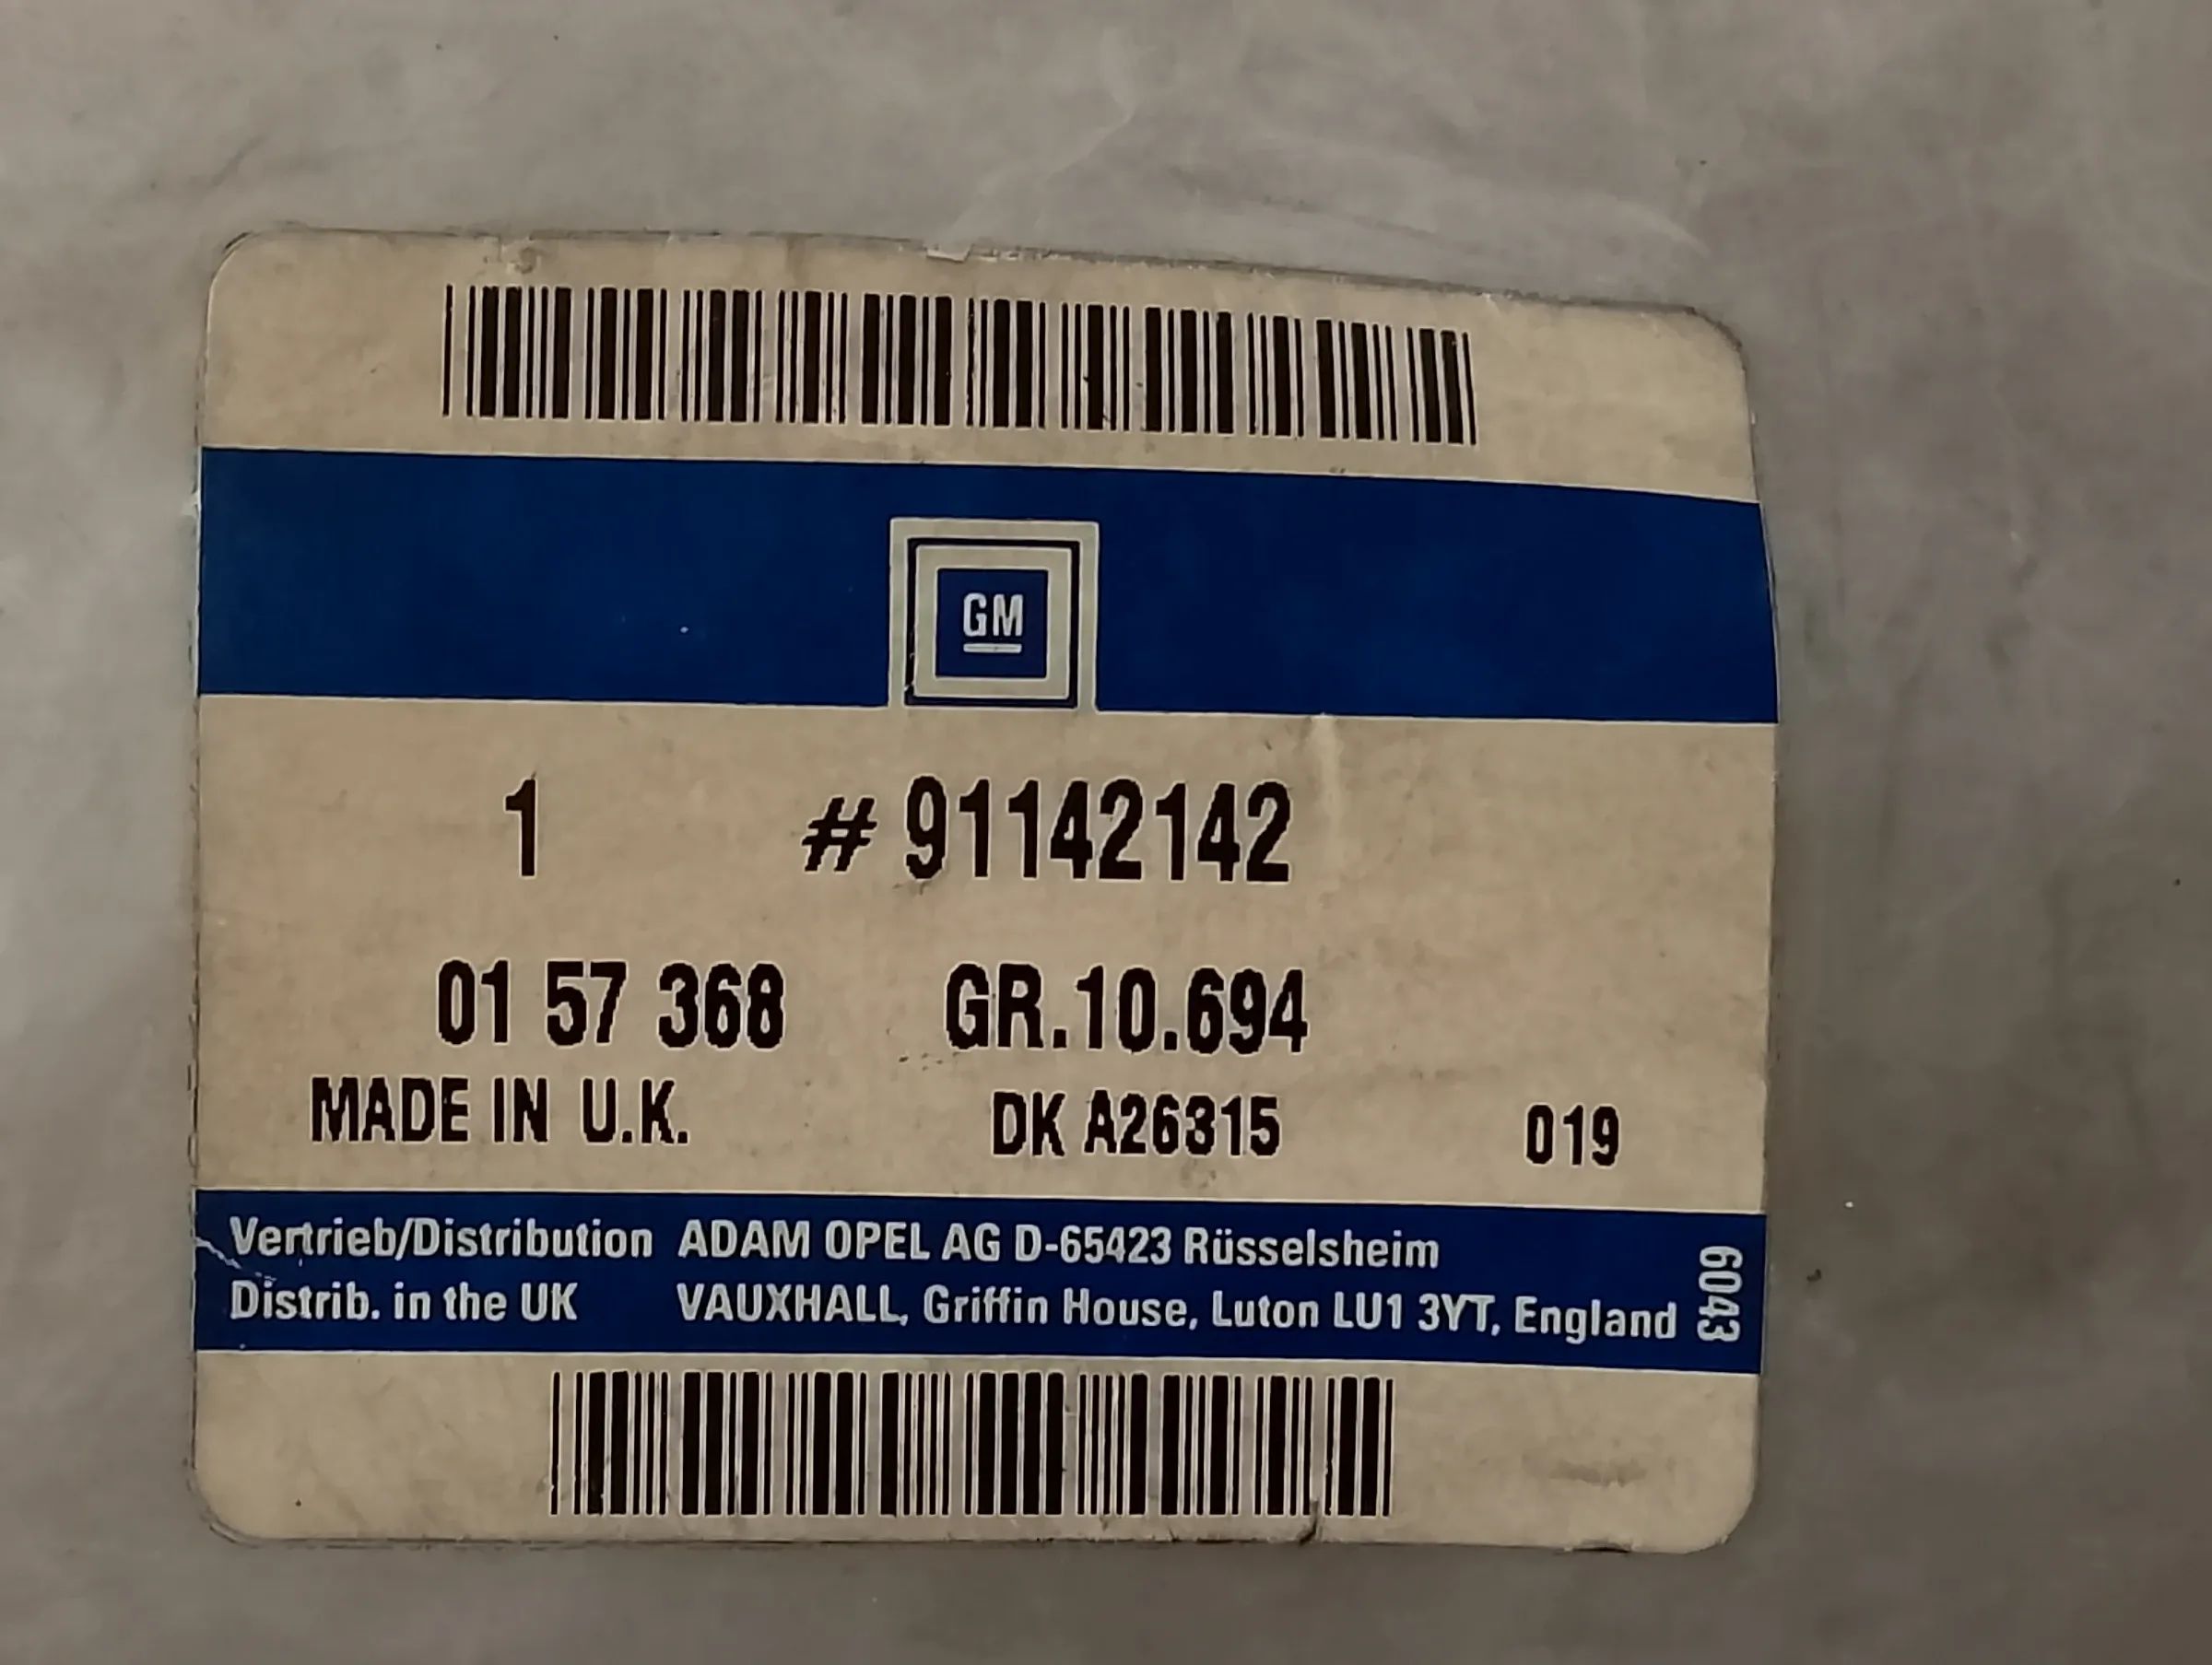 GM
1 # 91142142
01 57 368 GR.10.694
MADE IN U.K. DK A26315 019
Vertrieb/Distribution ADAM OPEL AG D-65423 Rüsselsheim
Distrib. in the UK VAUXHALL, Griffin House, Luton LU1 3YT, England
6043